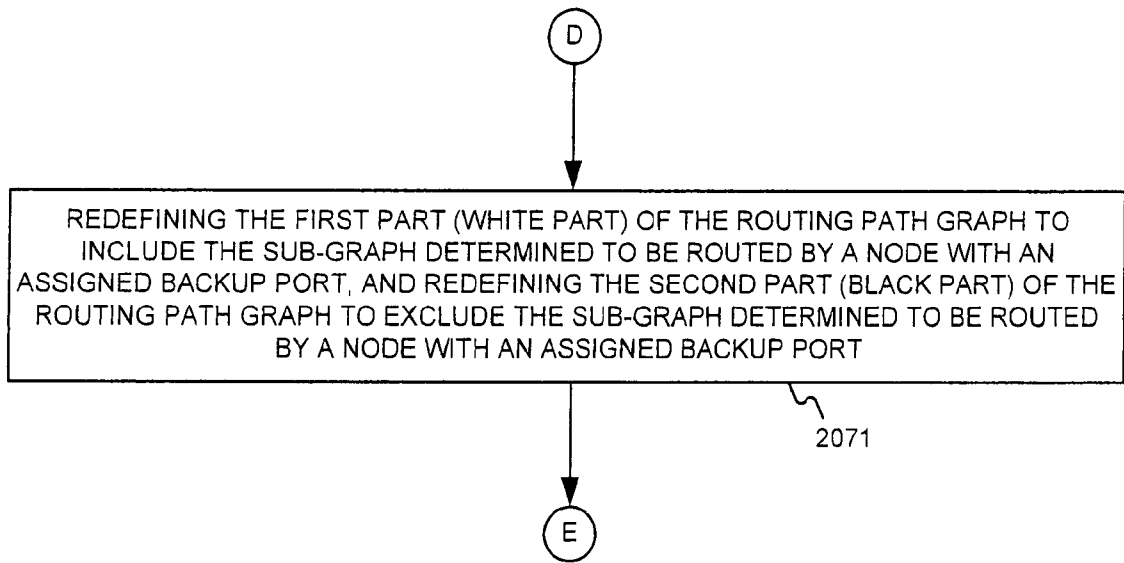 D
REDEFINING THE FIRST PART (WHITE PART) OF THE ROUTING PATH GRAPH TO
INCLUDE THE SUB-GRAPH DETERMINED TO BE ROUTED BY A NODE WITH AN
ASSIGNED BACKUP PORT, AND REDEFINING THE SECOND PART (BLACK PART) OF THE
ROUTING PATH GRAPH TO EXCLUDE THE SUB-GRAPH DETERMINED TO BE ROUTED
BY A NODE WITH AN ASSIGNED BACKUP PORT
2071
E